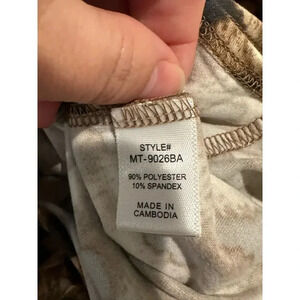 STYLE#
MT-9026BA
90% POLYESTER
10% SPANDEX
MADE IN
CAMBODIA